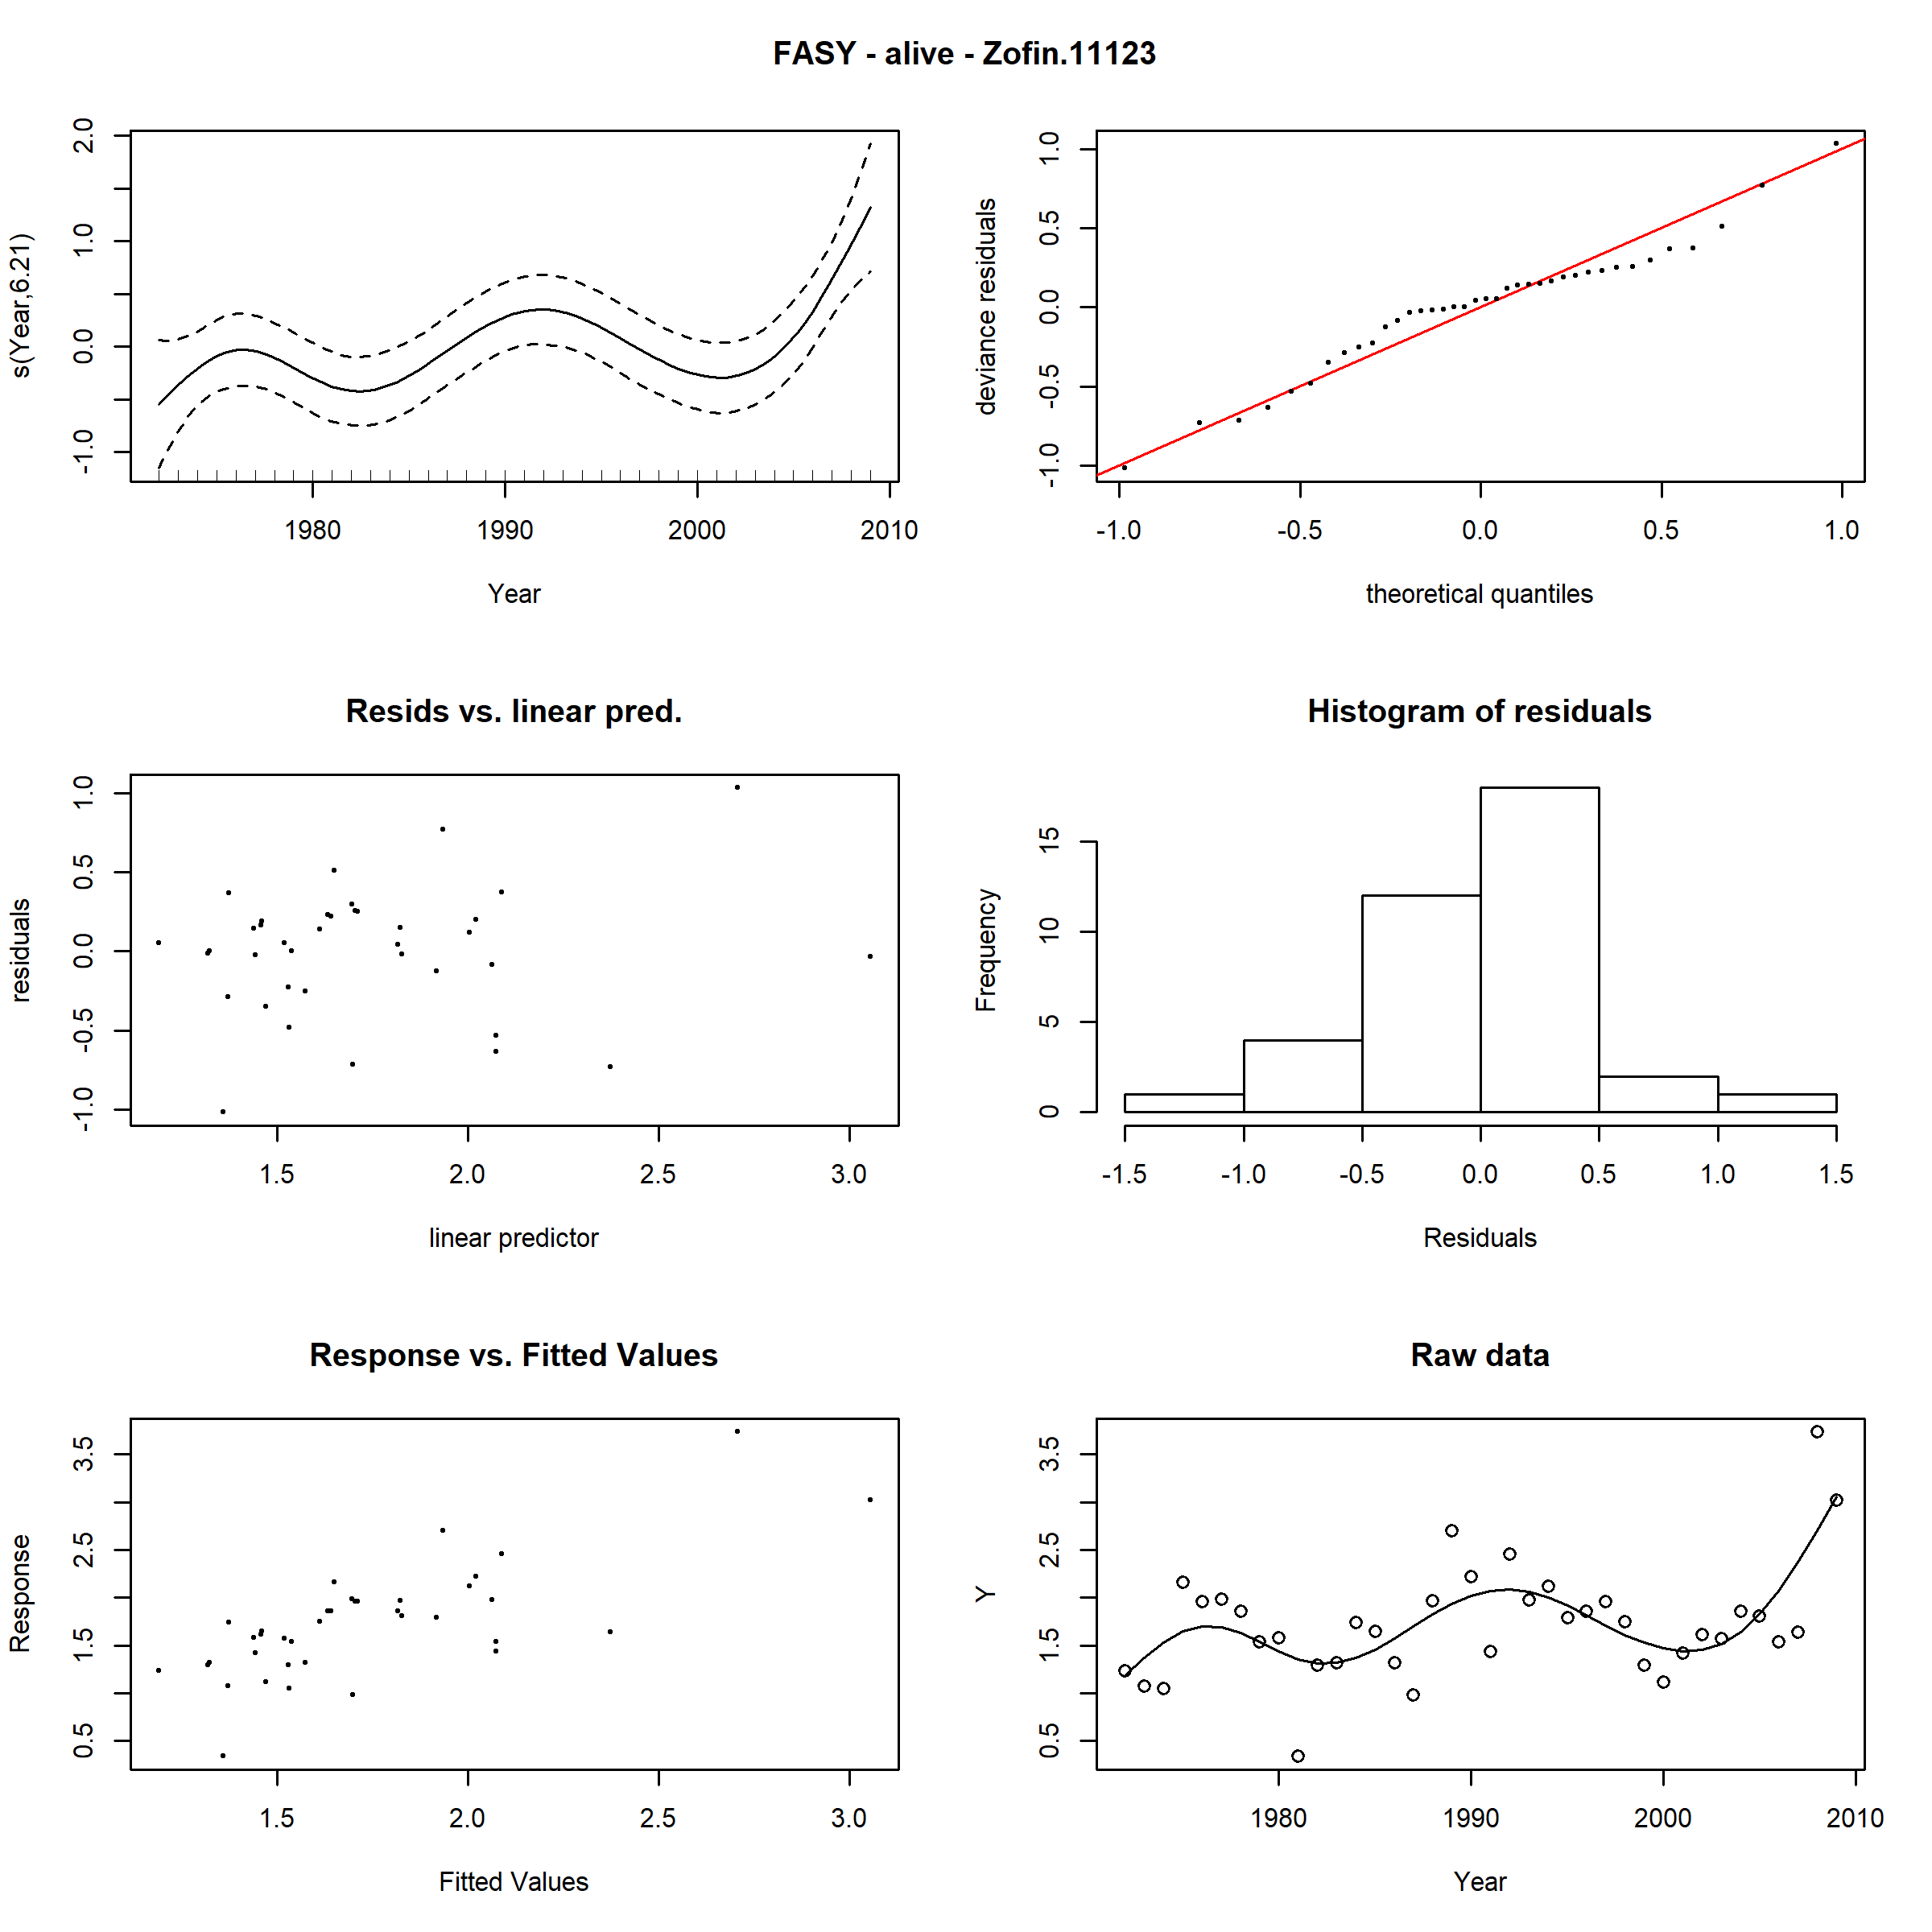 FASY - alive - Zofin.11123
s(Year,6.21)
-1.0 0.0 1.0 2.0
1980 1990 2000 2010
Year
deviance residuals
-1.0 -0.5 0.0 0.5 1.0
-1.0 -0.5 0.0 0.5 1.0
theoretical quantiles
Resids vs. linear pred.
residuals
-1.0 -0.5 0.0 0.5 1.0
1.5 2.0 2.5 3.0
linear predictor
Histogram of residuals
Frequency
0 5 10 15
-1.5 -1.0 -0.5 0.0 0.5 1.0 1.5
Residuals
Response vs. Fitted Values
Response
0.5 1.5 2.5 3.5
1.5 2.0 2.5 3.0
Fitted Values
Raw data
Y
0.5 1.5 2.5 3.5
1980 1990 2000 2010
Year